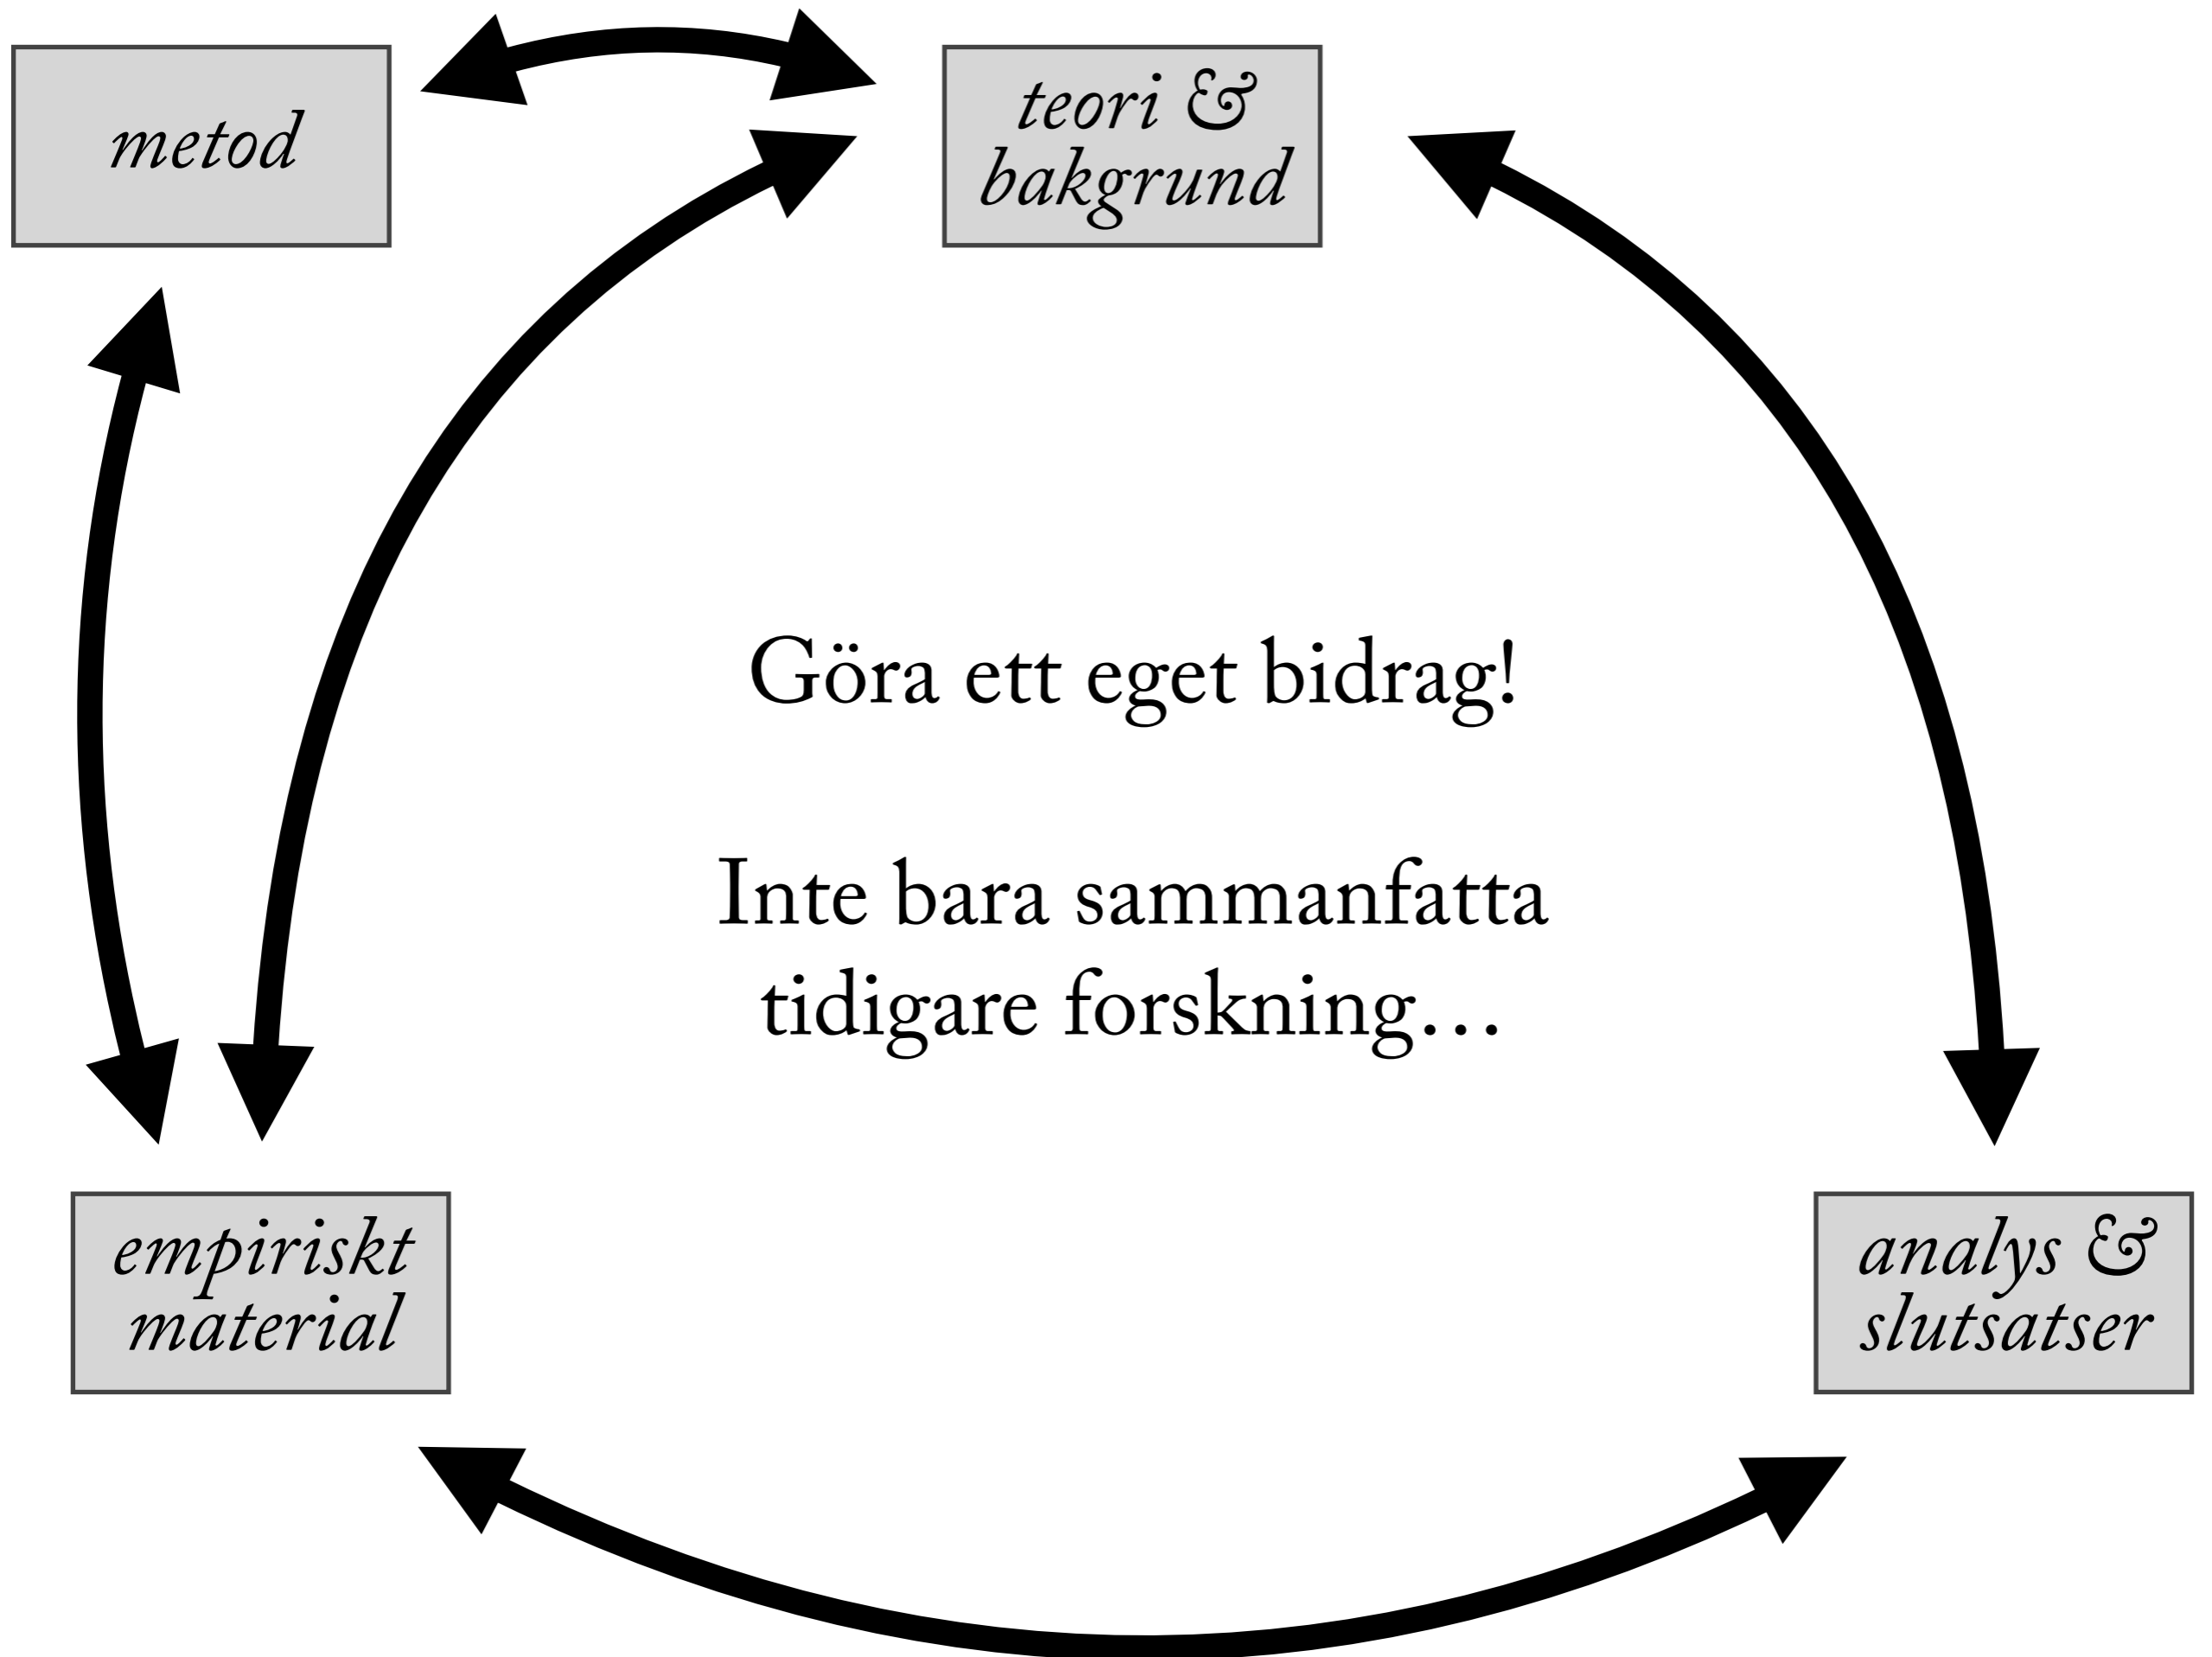 metod
teori &
bakgrund
Göra ett eget bidrag!
Inte bara sammanfatta
tidigare forskning…
empiriskt
material
analys &
slutsatser